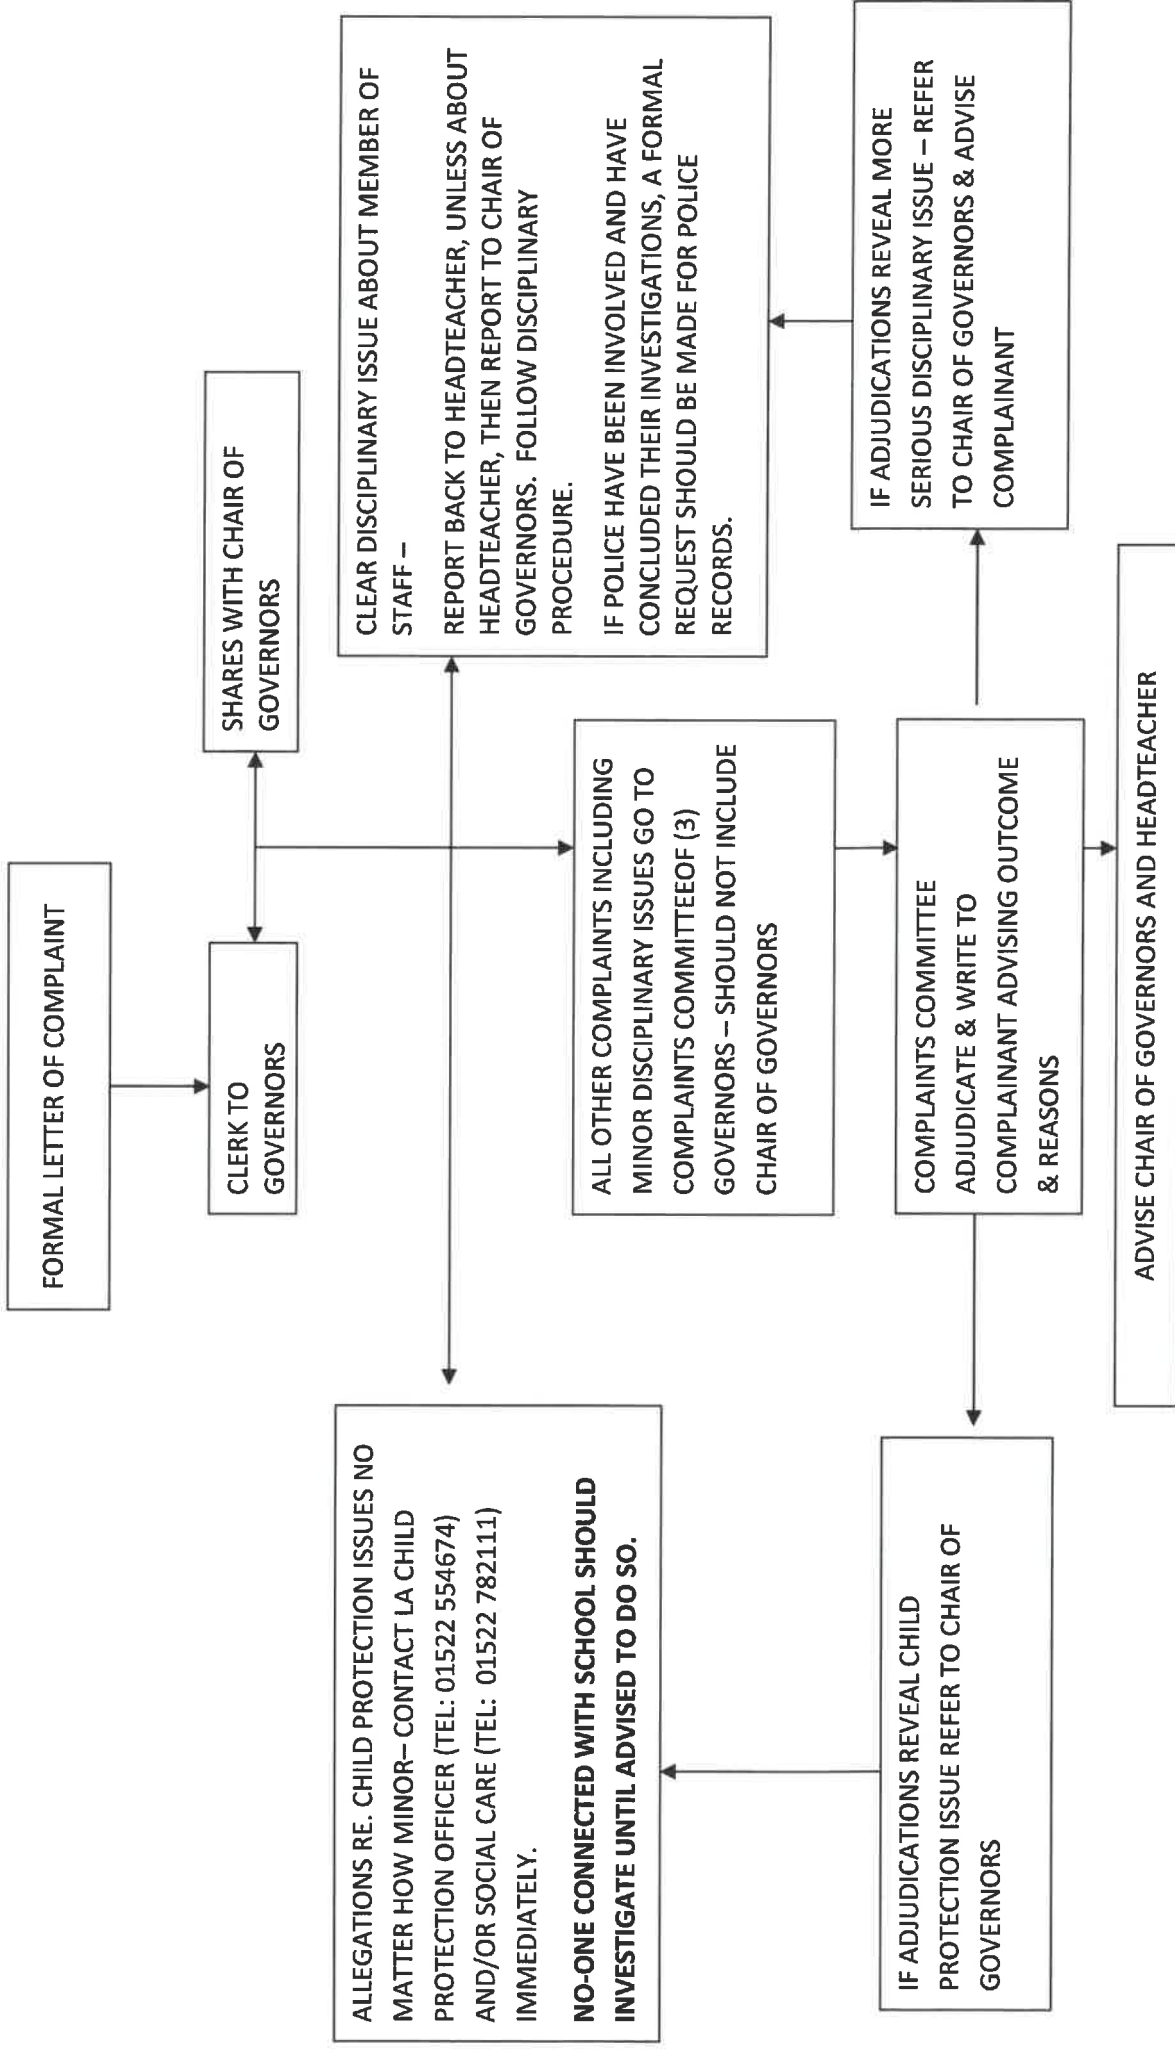 FORMAL LETTER OF COMPLAINT
CLERK TO
GOVERNORS
SHARES WITH CHAIR OF
GOVERNORS
ALLEGATIONS RE. CHILD PROTECTION ISSUES NO
MATTER HOW MINOR– CONTACT LA CHILD
PROTECTION OFFICER (TEL: 01522 554674)
AND/OR SOCIAL CARE (TEL: 01522 782111)
IMMEDIATELY.
NO-ONE CONNECTED WITH SCHOOL SHOULD
INVESTIGATE UNTIL ADVISED TO DO SO.
CLEAR DISCIPLINARY ISSUE ABOUT MEMBER OF
STAFF –
REPORT BACK TO HEADTEACHER, UNLESS ABOUT
HEADTEACHER, THEN REPORT TO CHAIR OF
GOVERNORS. FOLLOW DISCIPLINARY
PROCEDURE.
IF POLICE HAVE BEEN INVOLVED AND HAVE
CONCLUDED THEIR INVESTIGATIONS, A FORMAL
REQUEST SHOULD BE MADE FOR POLICE
RECORDS.
ALL OTHER COMPLAINTS INCLUDING
MINOR DISCIPLINARY ISSUES GO TO
COMPLAINTS COMMITTEEOF (3)
GOVERNORS – SHOULD NOT INCLUDE
CHAIR OF GOVERNORS
IF ADJUDICATIONS REVEAL CHILD
PROTECTION ISSUE REFER TO CHAIR OF
GOVERNORS
COMPLAINTS COMMITTEE
ADJUDICATE & WRITE TO
COMPLAINANT ADVISING OUTCOME
& REASONS
IF ADJUDICATIONS REVEAL MORE
SERIOUS DISCIPLINARY ISSUE – REFER
TO CHAIR OF GOVERNORS & ADVISE
COMPLAINANT
ADVISE CHAIR OF GOVERNORS AND HEADTEACHER